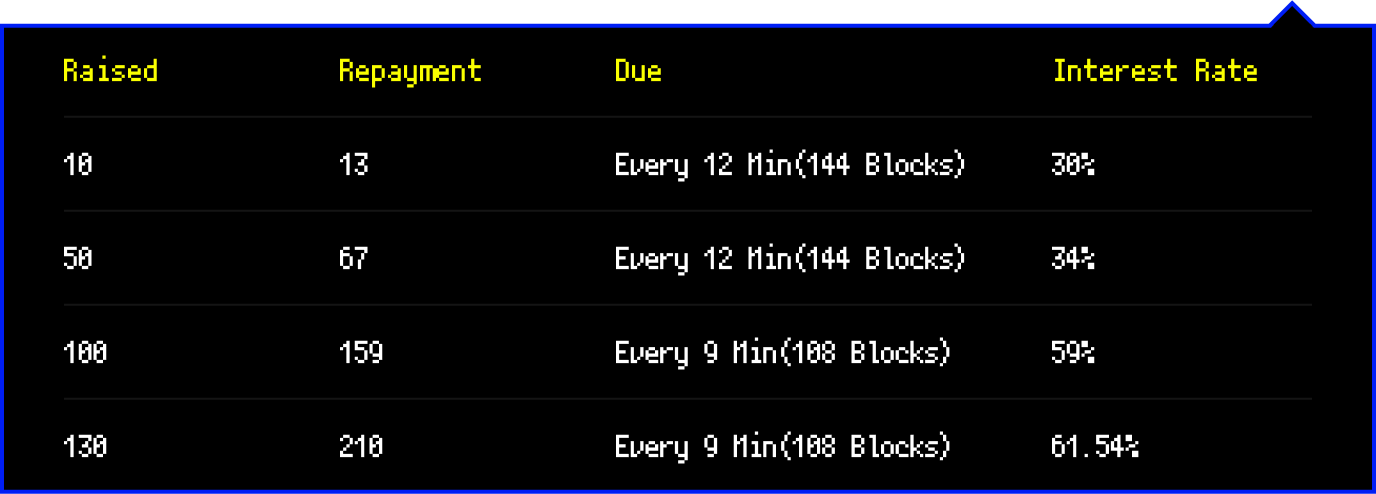 Raised Repayment Due Interest Rate
10 13 Every 12 Min(144 Blocks) 30%
50 67 Every 12 Min(144 Blocks) 34%
100 159 Every 9 Min(108 Blocks) 59%
130 210 Every 9 Min(108 Blocks) 61.54%